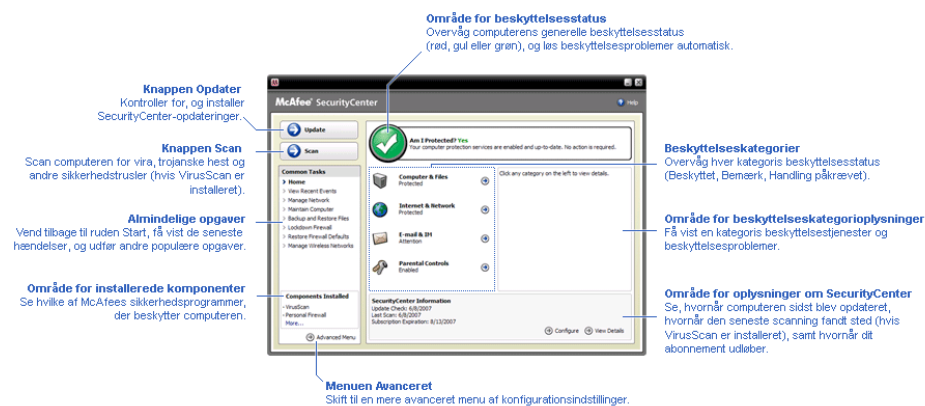 Område for beskyttelsesstatus
Overvåg computerens generelle beskyttelsesstatus
(rød, gul eller grøn), og løs beskyttelsesproblemer automatisk.
Knappen Opdater
Kontroller for, og installer
SecurityCenter-opdateringer.
Knappen Scan
Scan computeren for vira, trojanske hest og
andre sikkerhedstrusler (hvis VirusScan er
installeret).
Almindelige opgaver
Vend tilbage til ruden Start, få vist de seneste
hændelser, og udfør andre populære opgaver.
Område for installerede komponenter
Se hvilke af McAfees sikkerhedsprogrammer,
der beskytter computeren.
McAfee® SecurityCenter
Help
Update
Scan
Common Tasks
> Home
> View Recent Events
> Manage Network
> Maintain Computer
> Backup and Restore Files
> Lockdown Firewall
> Restore Firewall Defaults
> Manage Wireless Networks
Components Installed
-VirusScan
-Personal Firewall
More...
Advanced Menu
Am I Protected? Yes
Your computer protection services are enabled and up-to-date. No action is required.
Computer & Files
Protected
Internet & Network
Protected
E-mail & IM
Attention
Parental Controls
Enabled
Click any category on the left to view details.
SecurityCenter Information
Update Check: 6/8/2007
Last Scan: 6/8/2007
Subscription Expiration: 8/13/2007
Configure
View Details
Beskyttelseskategorier
Overvåg hver kategoris beskyttelsesstatus
(Beskyttet, Bemærk, Handling påkrævet).
Område for beskyttelseskategorioplysninger
Få vist en kategoris beskyttelsestjenester og
beskyttelsesproblemer.
Område for oplysninger om SecurityCenter
Se, hvornår computeren sidst blev opdateret,
hvornår den seneste scanning fandt sted (hvis
VirusScan er installeret), samt hvornår dit
abonnement udløber.
Menuen Avanceret
Skift til en mere avanceret menu af konfigurationsindstillinger.